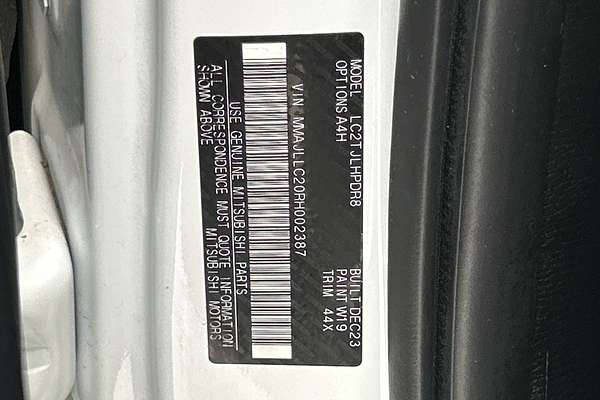 MODEL LC2TJLHPDR8 BUILT DEC23
OPTIONS A4H PAINT W19
TRIM 44X
VIN MMAJLLC20RH002387
USE GENUINE MITSUBISHI PARTS
ALL CORRESPONDENCE MUST QUOTE INFORMATION
SHOWN ABOVE MITSUBISHI MOTORS